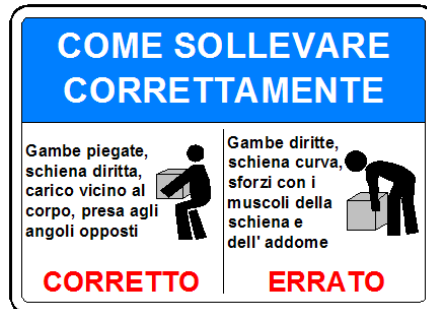 COME SOLLEVARE
CORRETTAMENTE
Gambe piegate,
schiena diritta,
carico vicino al
corpo, presa agli
angoli opposti
CORRETTO
Gambe diritte,
schiena curva,
sforzi con i
muscoli della
schiena e
dell' addome
ERRATO